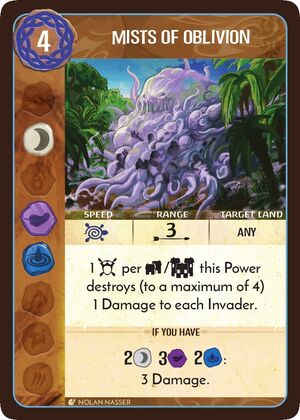 4
MISTS OF OBLIVION
SPEED RANGE TARGET LAND
3 ANY
1 per / this Power
destroys (to a maximum of 4)
1 Damage to each Invader.
IF YOU HAVE
2 3 2 :
3 Damage.
NOLAN NASSER